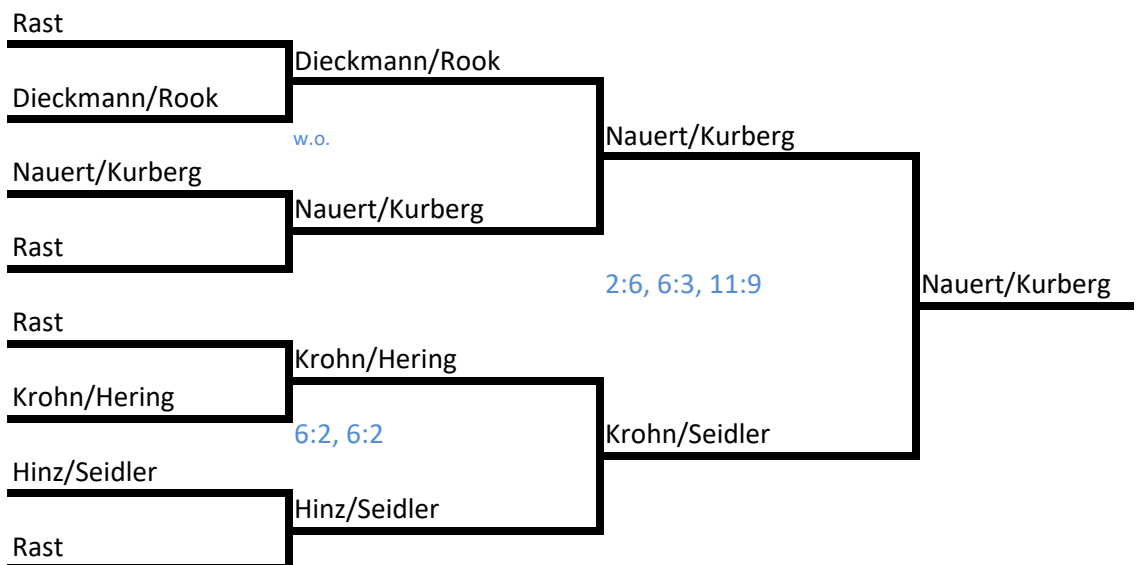 Rast
Dieckmann/Rook
Dieckmann/Rook
w.o.
Nauert/Kurberg
Nauert/Kurberg
Nauert/Kurberg
Rast
2:6, 6:3, 11:9
Nauert/Kurberg
Rast
Krohn/Hering
Krohn/Hering
6:2, 6:2
Krohn/Seidler
Hinz/Seidler
Hinz/Seidler
Rast